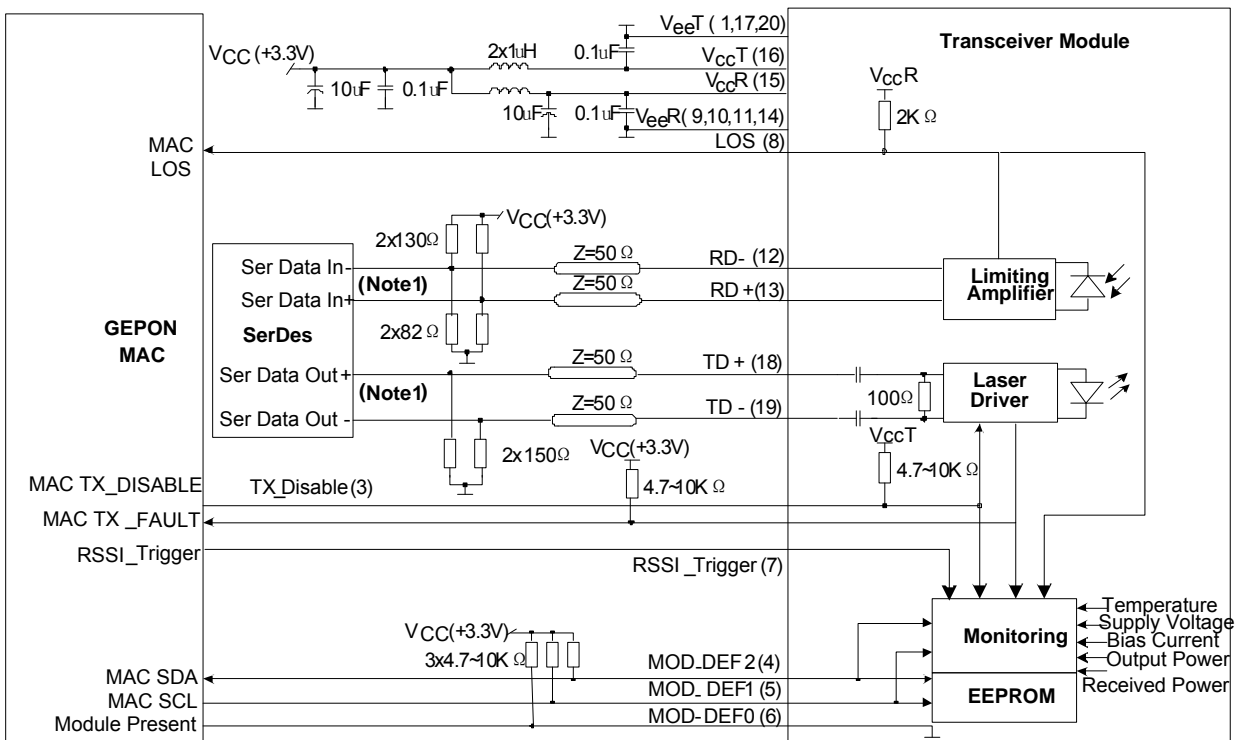 VeeT ( 1,17,20)
Transceiver Module
VCC (+3.3V)
2x1uH
0.1uF
VccT (16)
VccR
VccR (15)
10uF
0.1uF
10uF
0.1uF
VeeR( 9,10,11,14)
2K Ω
MAC
LOS
LOS (8)
VCC(+3.3V)
2x130Ω
Z=50 Ω
RD- (12)
Ser Data In-
(Note1)
Z=50 Ω
RD +(13)
Limiting
Amplifier
Ser Data In+
GEPON
MAC
SerDes
2x82 Ω
Z=50 Ω
TD + (18)
Ser Data Out +
(Note1)
Laser
Driver
100Ω
Z=50 Ω
TD - (19)
Ser Data Out -
VccT
VCC(+3.3V)
2x150Ω
4.7~10K Ω
4.7~10K Ω
MAC TX_DISABLE
TX_Disable(3)
MAC TX _FAULT
RSSI_Trigger
RSSI _Trigger (7)
Temperature
Supply Voltage
Monitoring
Bias Current
Output Power
Received Power
EEPROM
VCC(+3.3V)
3x4.7~10K Ω
MAC SDA
MOD_DEF2 (4)
MAC SCL
MOD_ DEF1 (5)
Module Present
MOD-DEF0 (6)